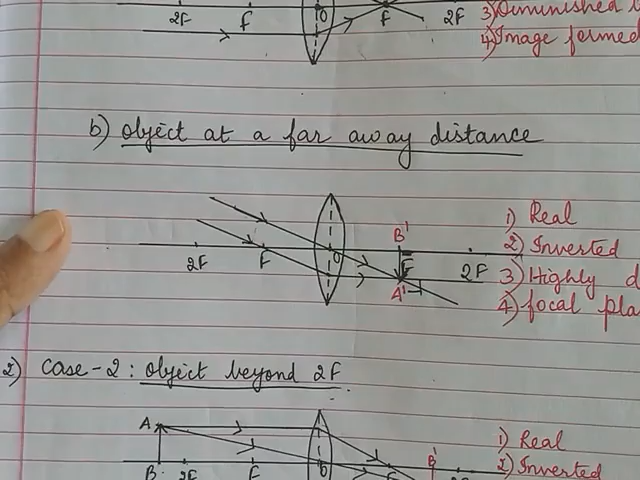 3) Diminished
2F F O F 2F
4) Image formed
b) Object at a far away distance
1) Real
B'
2) Inverted
2F F O F 2F
3) Highly d
A'
4) focal pla
2) Case-2: Object beyond 2F
A
1) Real
B 2F F O F B'
2) Inverted